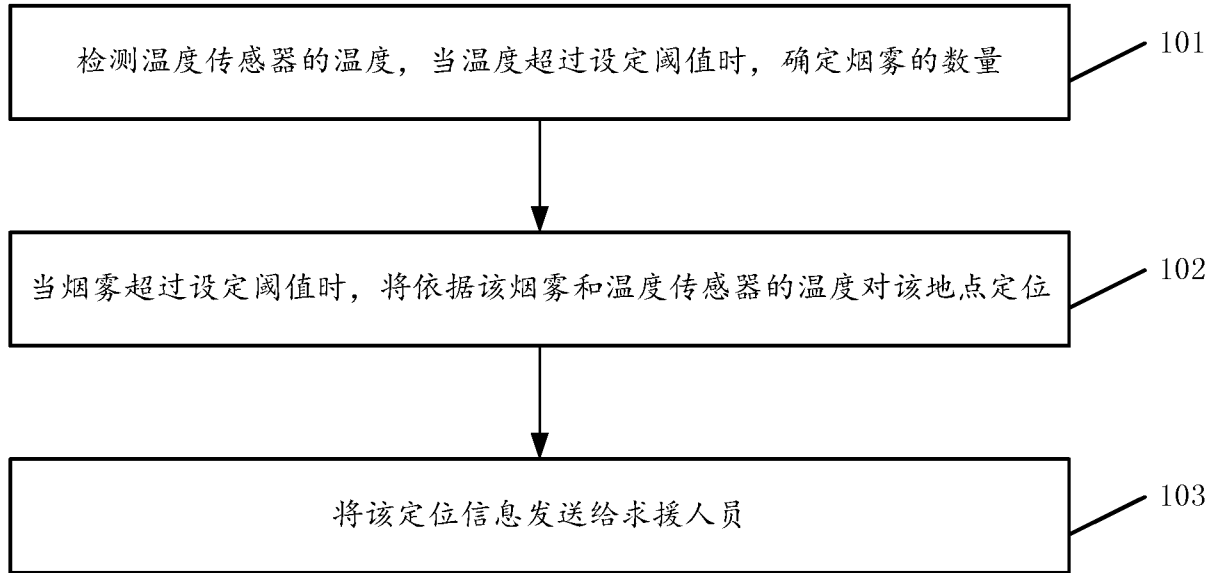 检测温度传感器的温度，当温度超过设定阈值时，确定烟雾的数量
101
当烟雾超过设定阈值时，将依据该烟雾和温度传感器的温度对该地点定位
102
将该定位信息发送给求援人员
103